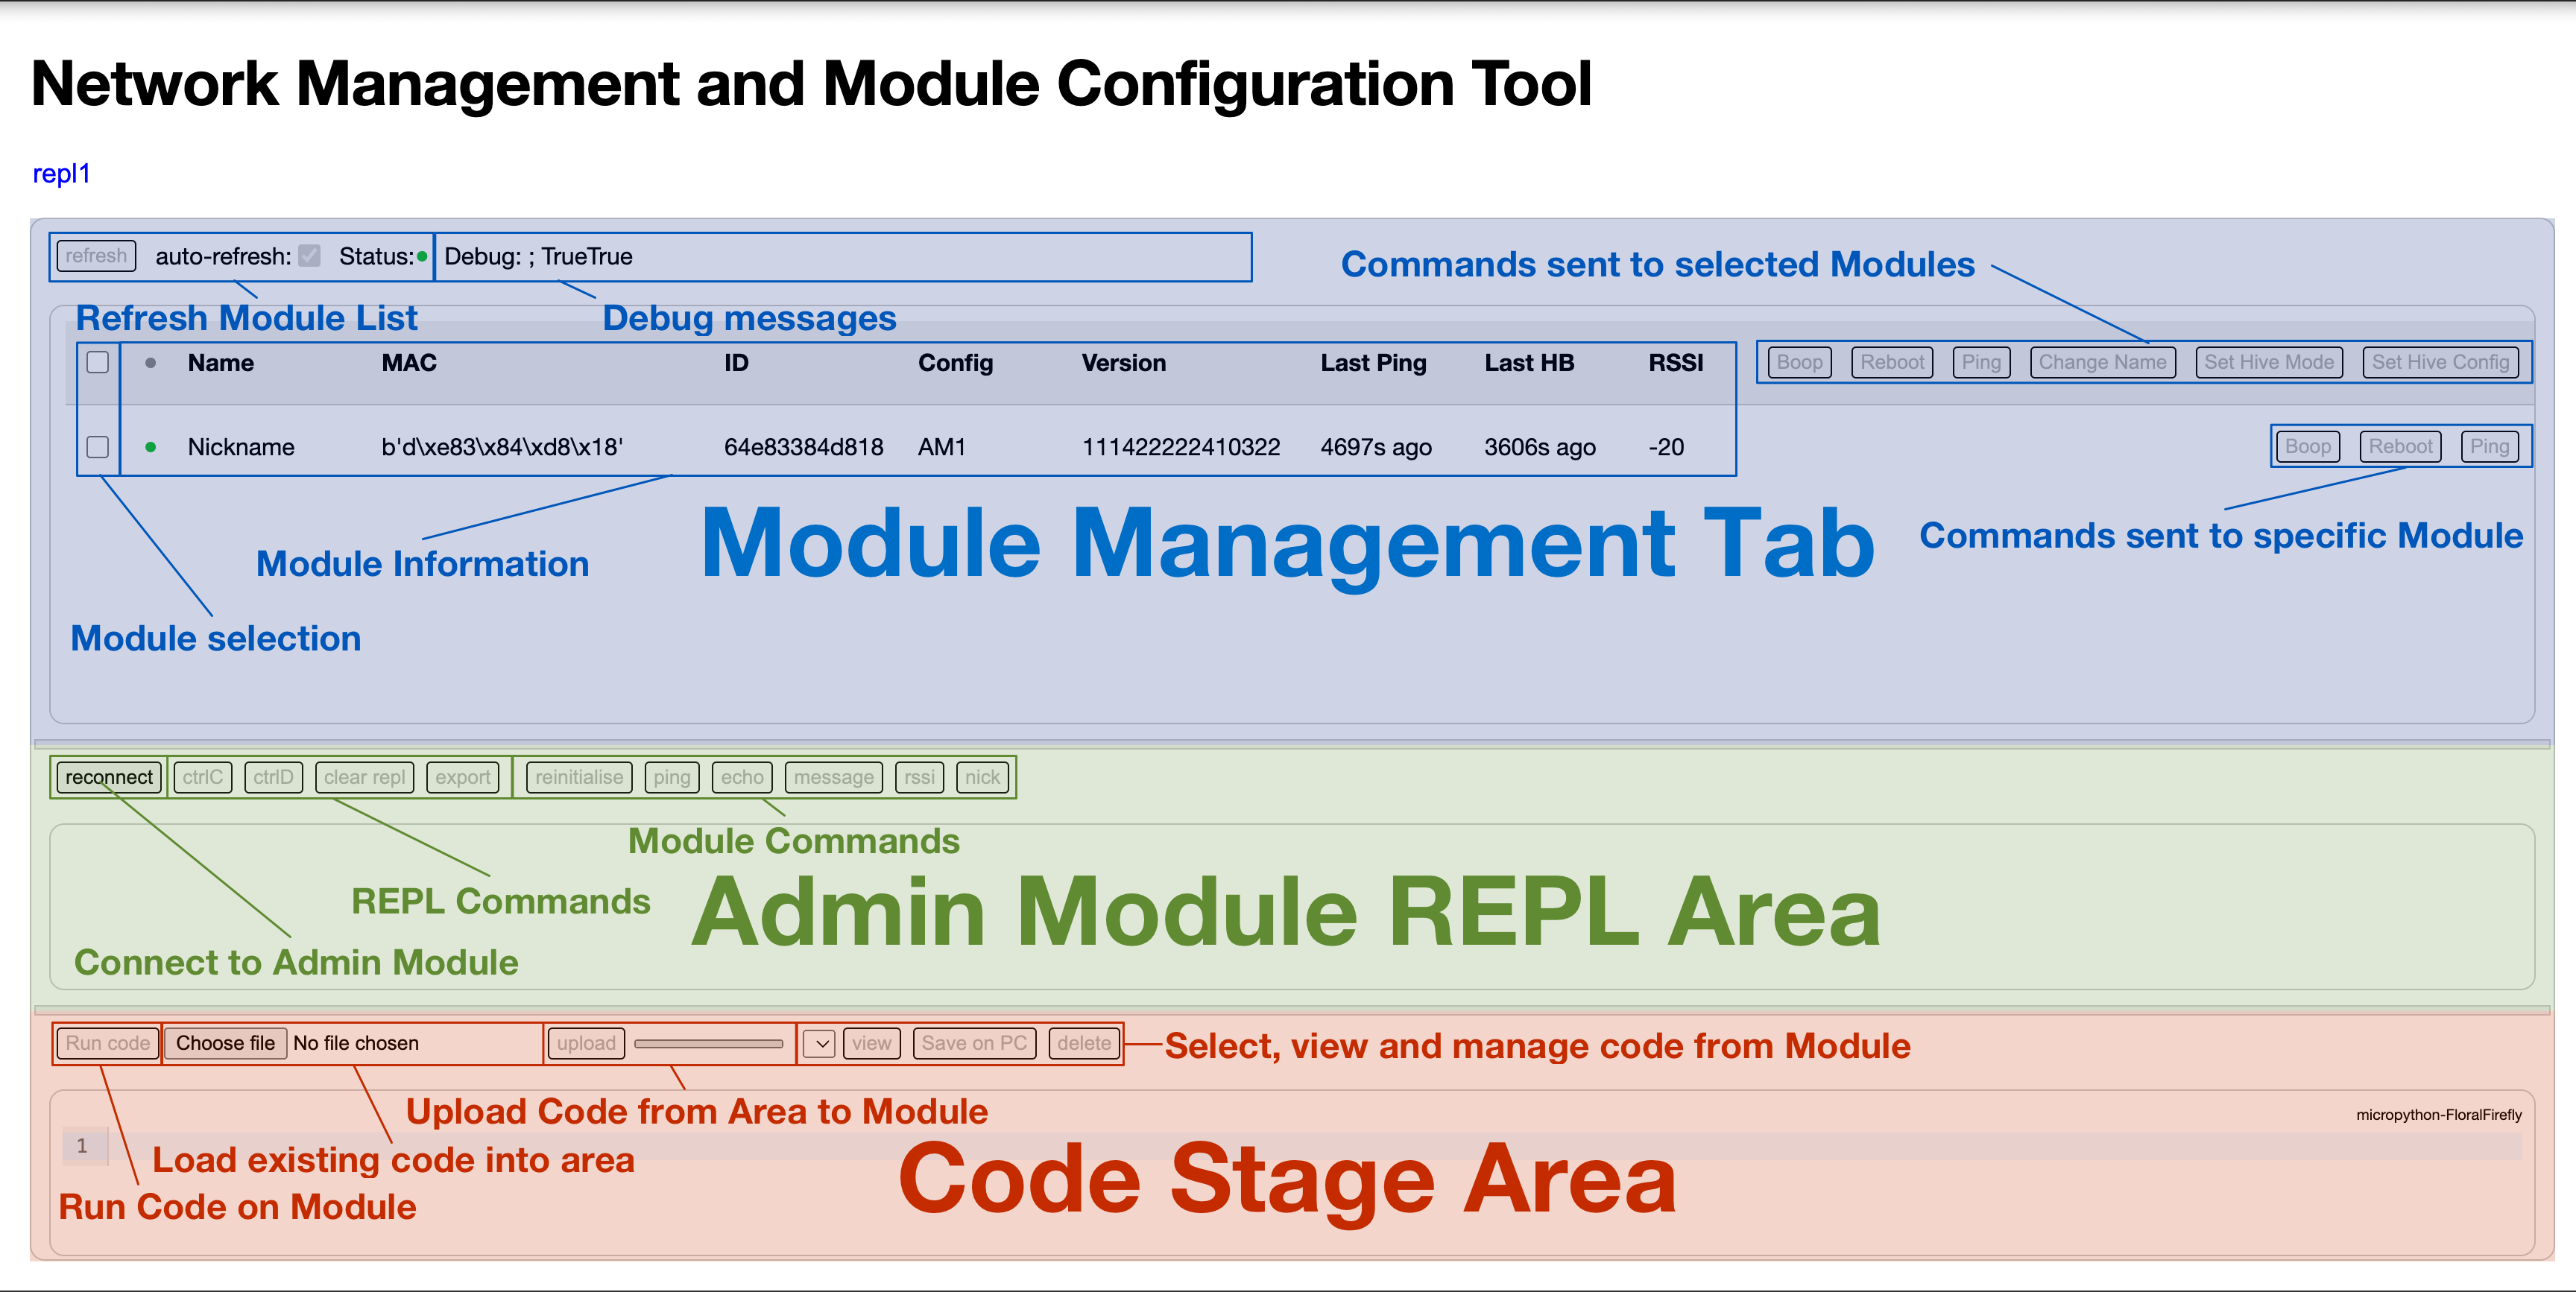 Network Management and Module Configuration Tool
repl1
refresh auto-refresh: Status: Debug: ; TrueTrue
Commands sent to selected Modules
Refresh Module List Debug messages
Name MAC ID Config Version Last Ping Last HB RSSI Boop Reboot Ping Change Name Set Hive Mode Set Hive Config
Nickname b'd\xe83\x84\xd8\x18' 64e83384d818 AM1 111422222410322 4697s ago 3606s ago -20 Boop Reboot Ping
Module Management Tab
Commands sent to specific Module
Module Information
Module selection
reconnect ctrlC ctrlD clear repl export reinitialise ping echo message rssi nick
Module Commands
REPL Commands
Admin Module REPL Area
Connect to Admin Module
Run code Choose file No file chosen upload view Save on PC delete Select, view and manage code from Module
Upload Code from Area to Module
micropython-FloralFirefly
1
Load existing code into area
Code Stage Area
Run Code on Module